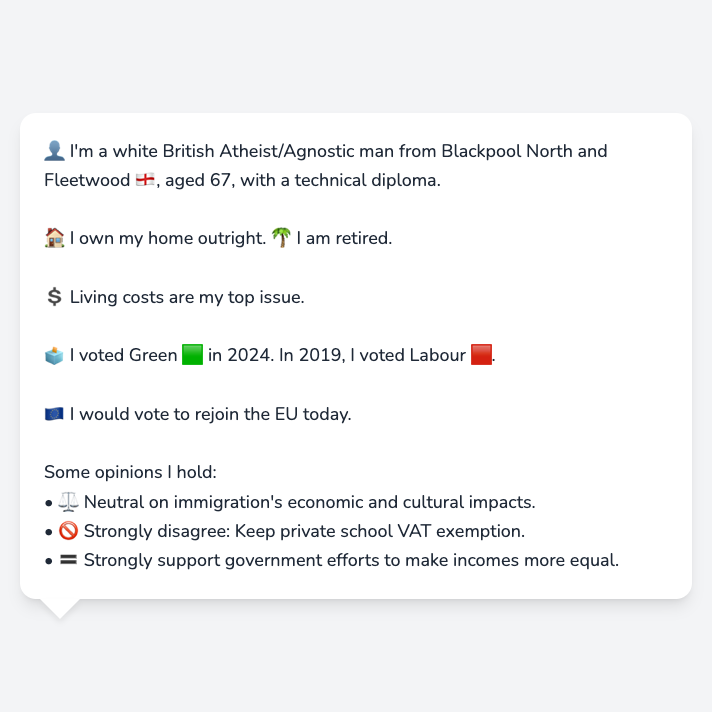 👤 I'm a white British Atheist/Agnostic man from Blackpool North and
Fleetwood 🏴󠁧󠁢󠁥󠁮󠁧󠁿, aged 67, with a technical diploma.
🏠 I own my home outright. 🌴 I am retired.
💲 Living costs are my top issue.
🗳️ I voted Green 🟩 in 2024. In 2019, I voted Labour 🟥.
🇪🇺 I would vote to rejoin the EU today.
Some opinions I hold:
• ⚖️ Neutral on immigration's economic and cultural impacts.
• 🚫 Strongly disagree: Keep private school VAT exemption.
• 🟰 Strongly support government efforts to make incomes more equal.